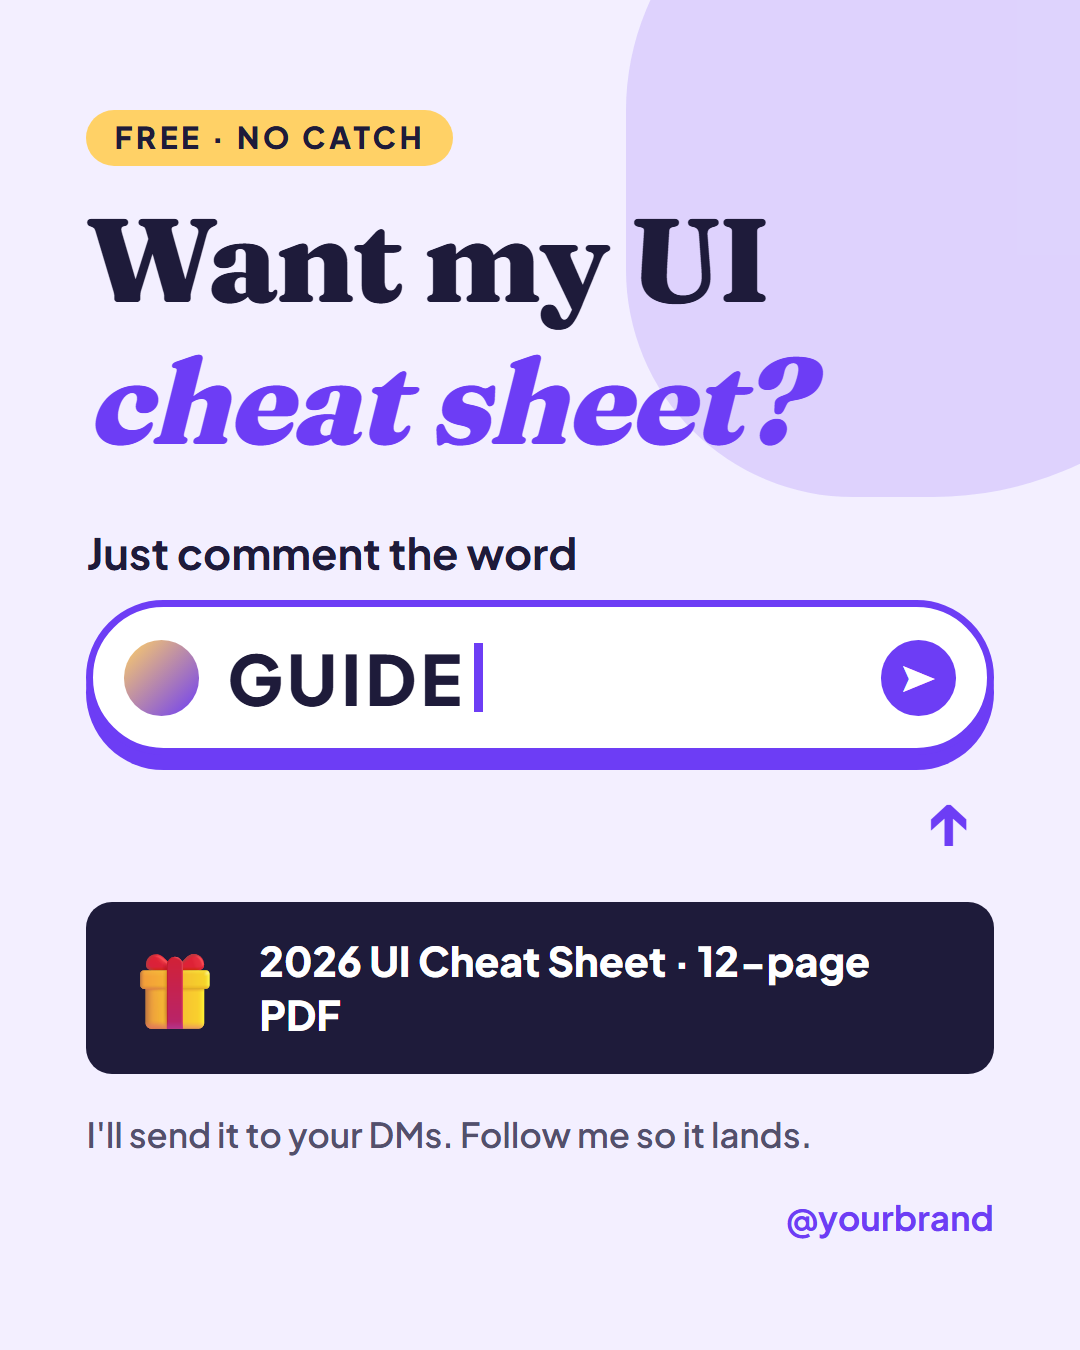 FREE · NO CATCH
Want my UI
cheat sheet?
Just comment the word
GUIDE
2026 UI Cheat Sheet · 12-page
PDF
I'll send it to your DMs. Follow me so it lands.
@yourbrand